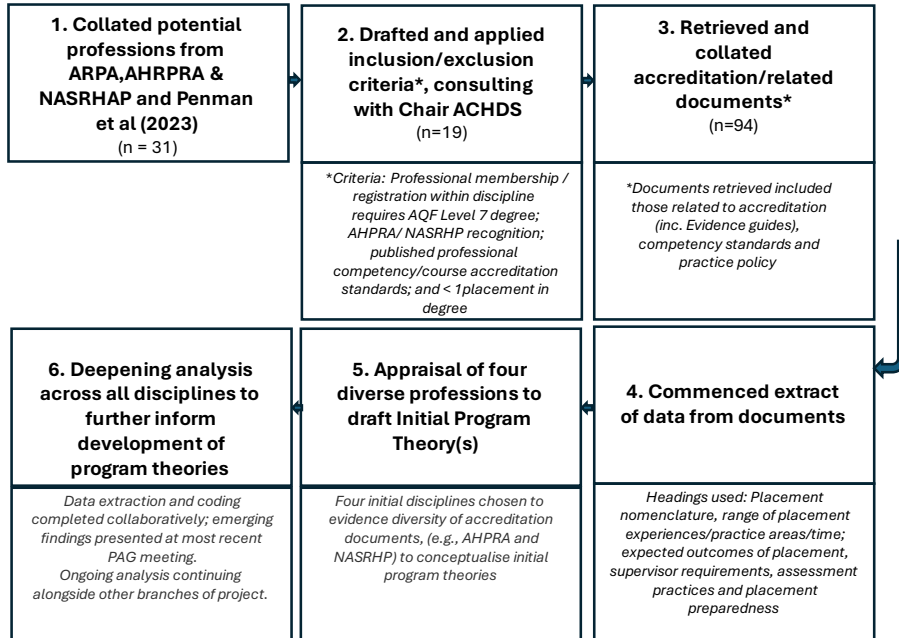 1. Collated potential
professions from
ARPA,AHRPRA &
NASRHAP and Penman
et al (2023)
(n = 31)
2. Drafted and applied
inclusion/exclusion
criteria*, consulting
with Chair ACHDS
(n=19)
*Criteria: Professional membership /
registration within discipline
requires AQF Level 7 degree;
AHPRA/ NASRHP recognition;
published professional
competency/course accreditation
standards; and < 1placement in
degree
3. Retrieved and
collated
accreditation/related
documents*
(n=94)
*Documents retrieved included
those related to accreditation
(inc. Evidence guides),
competency standards and
practice policy
4. Commenced extract
of data from documents
Headings used: Placement
nomenclature, range of placement
experiences/practice areas/time;
expected outcomes of placement,
supervisor requirements, assessment
practices and placement
preparedness
5. Appraisal of four
diverse professions to
draft Initial Program
Theory(s)
Four initial disciplines chosen to
evidence diversity of accreditation
documents, (e.g., AHPRA and
NASRHP) to conceptualise initial
program theories
6. Deepening analysis
across all disciplines to
further inform
development of
program theories
Data extraction and coding
completed collaboratively; emerging
findings presented at most recent
PAG meeting.
Ongoing analysis continuing
alongside other branches of project.